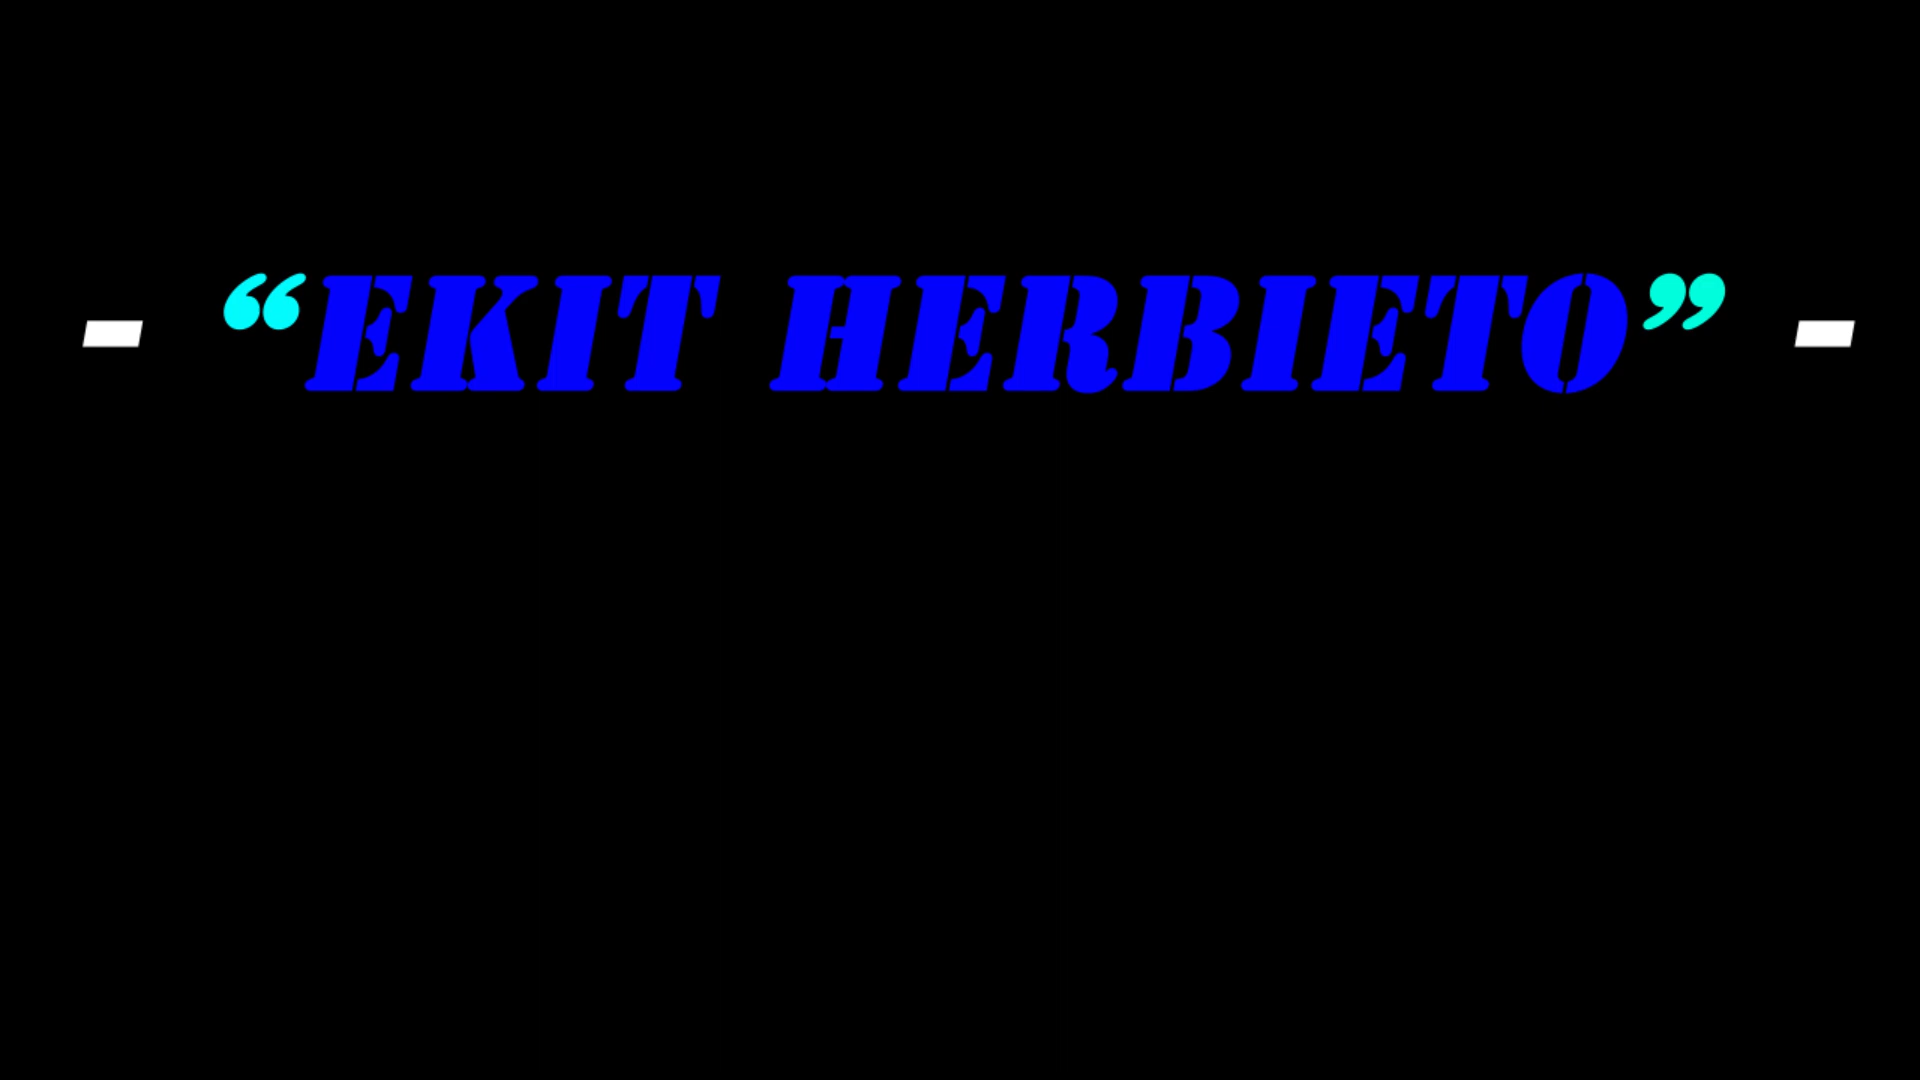 - “EKIT HERBIETO” -